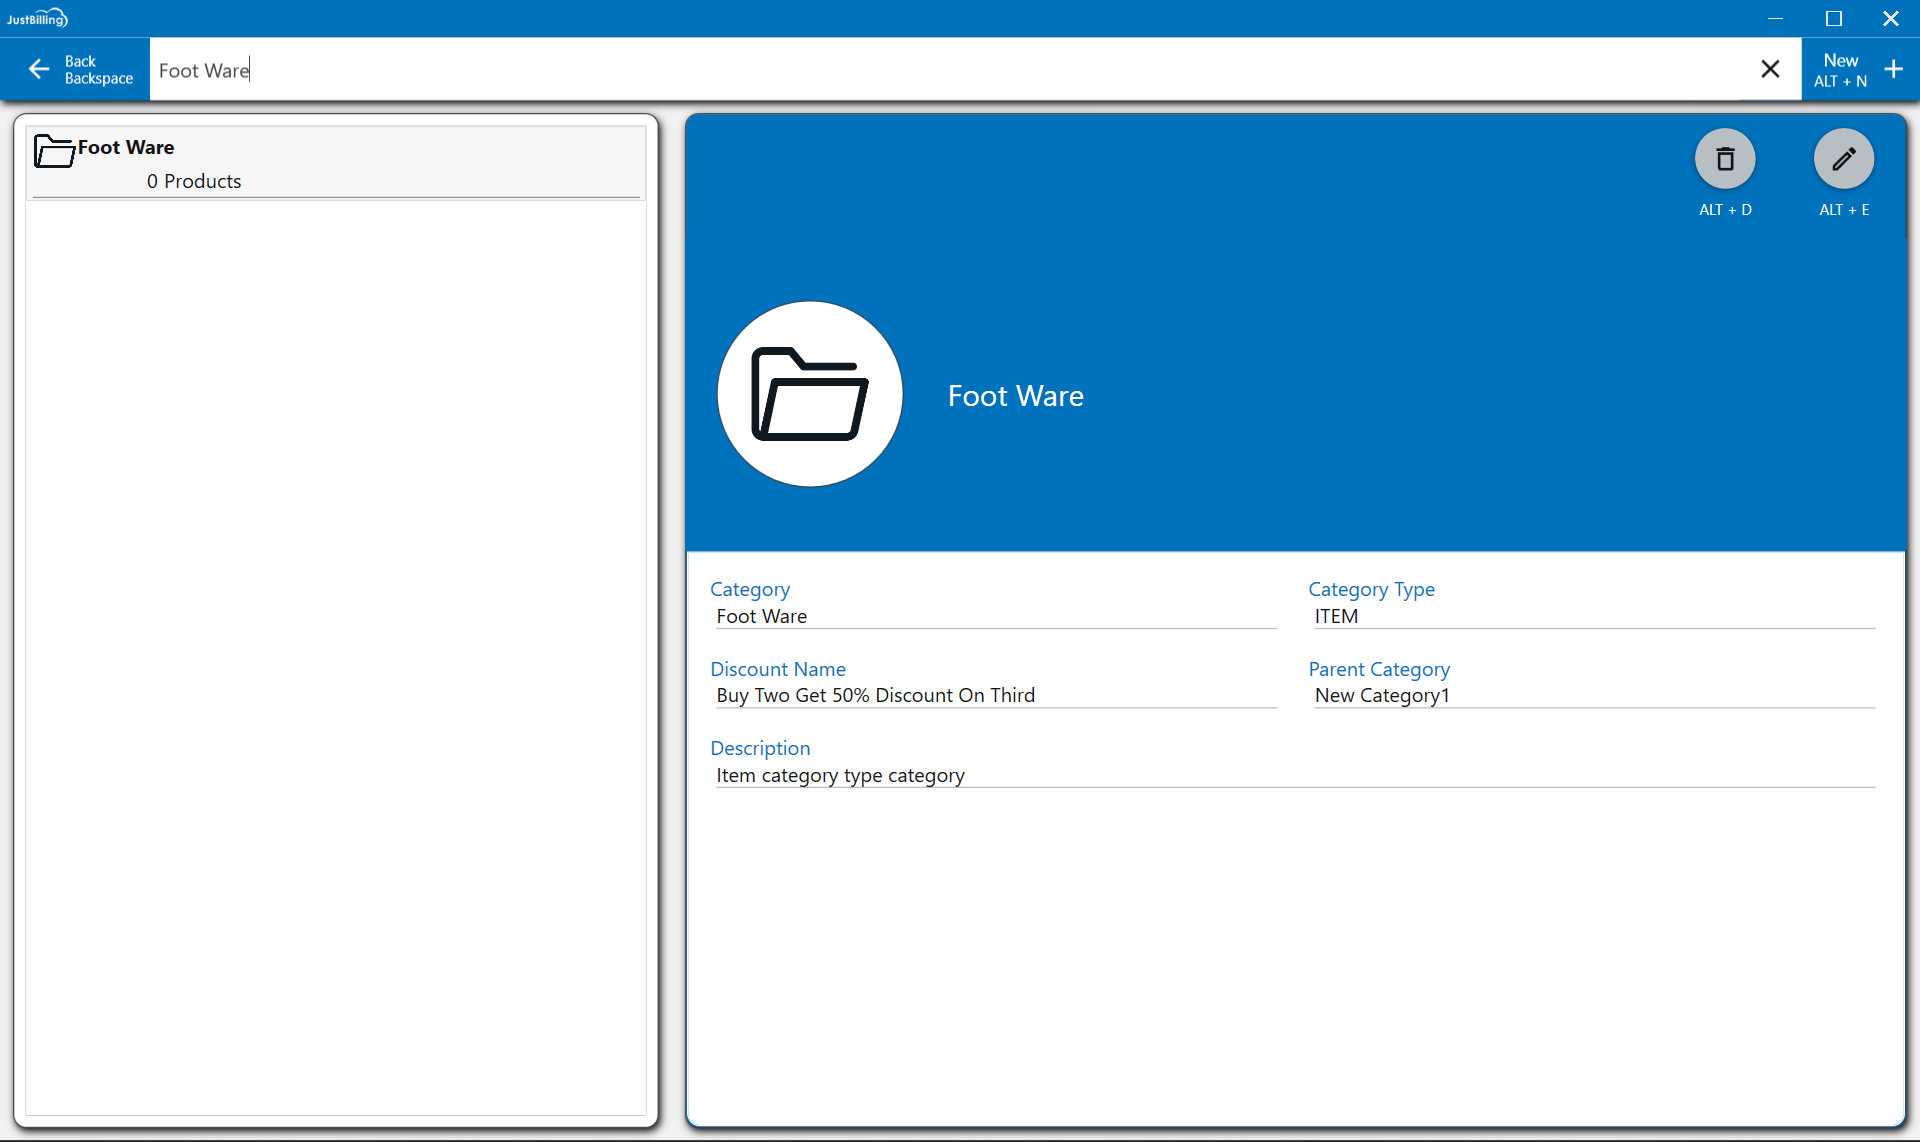 JustBilling
Back
Backspace
Foot Ware
New
ALT + N
Foot Ware
0 Products
ALT + D
ALT + E
Foot Ware
Category
Foot Ware
Category Type
ITEM
Discount Name
Buy Two Get 50% Discount On Third
Parent Category
New Category1
Description
Item category type category